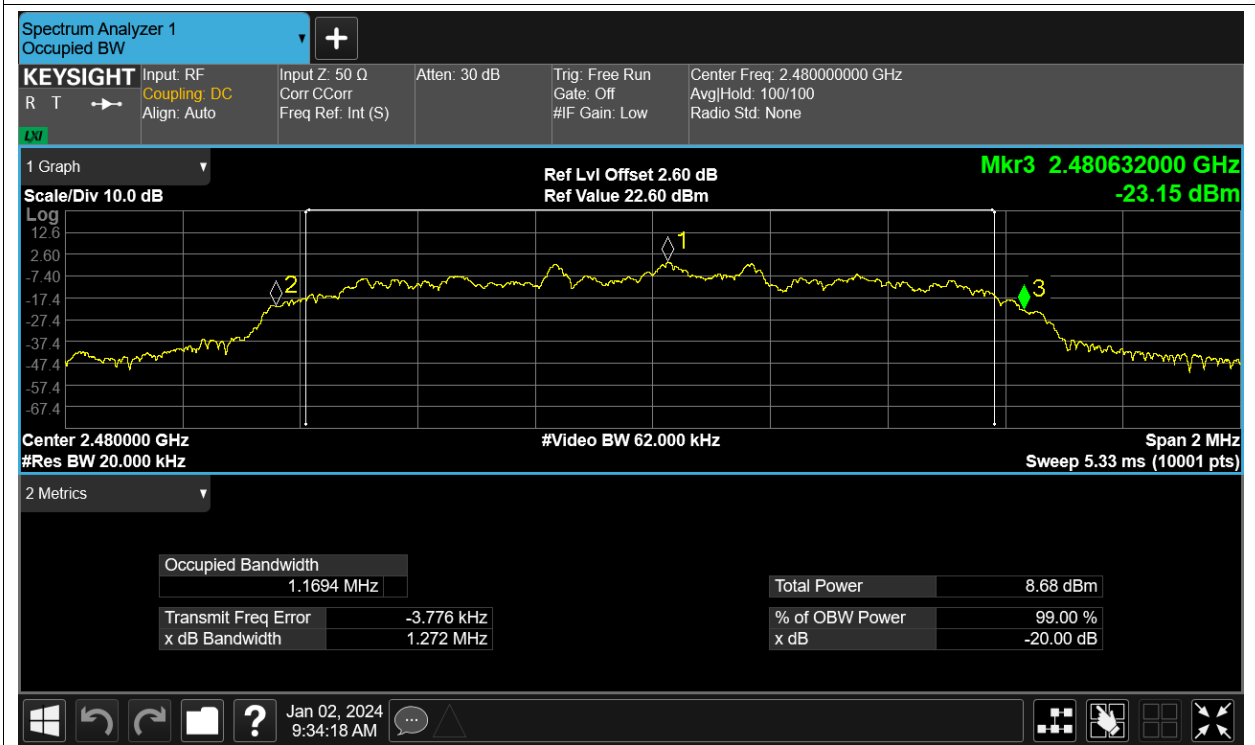 Spectrum Analyzer 1
Occupied BW
KEYSIGHT
R T
LXI
Input: RF
Coupling: DC
Align: Auto
Input Z: 50 Ω
Corr CCorr
Freq Ref: Int (S)
Atten: 30 dB
Trig: Free Run
Gate: Off
#IF Gain: Low
Center Freq: 2.480000000 GHz
Avg|Hold: 100/100
Radio Std: None
1 Graph
Scale/Div 10.0 dB
Ref Lvl Offset 2.60 dB
Ref Value 22.60 dBm
Mkr3 2.480632000 GHz
-23.15 dBm
Log
12.6
2.60
-7.40
-17.4
-27.4
-37.4
-47.4
-57.4
-67.4
1
2
3
Center 2.480000 GHz
#Res BW 20.000 kHz
#Video BW 62.000 kHz
Span 2 MHz
Sweep 5.33 ms (10001 pts)
2 Metrics
Occupied Bandwidth
1.1694 MHz
Transmit Freq Error -3.776 kHz
x dB Bandwidth 1.272 MHz
Total Power 8.68 dBm
% of OBW Power 99.00 %
x dB -20.00 dB
?
Jan 02, 2024
9:34:18 AM